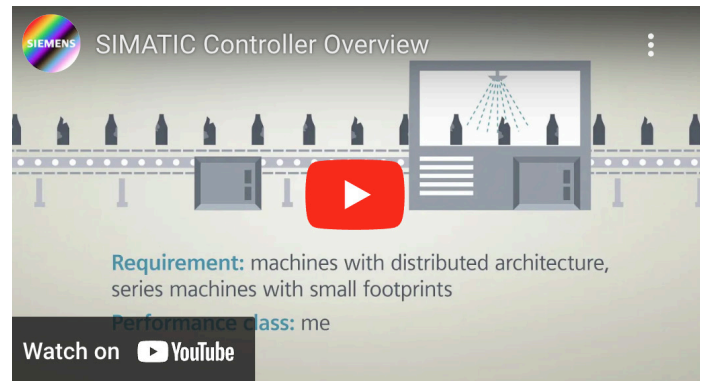 SIEMENS
SIMATIC Controller Overview
Requirement: machines with distributed architecture,
series machines with small footprints
Performance class: me
Watch on YouTube